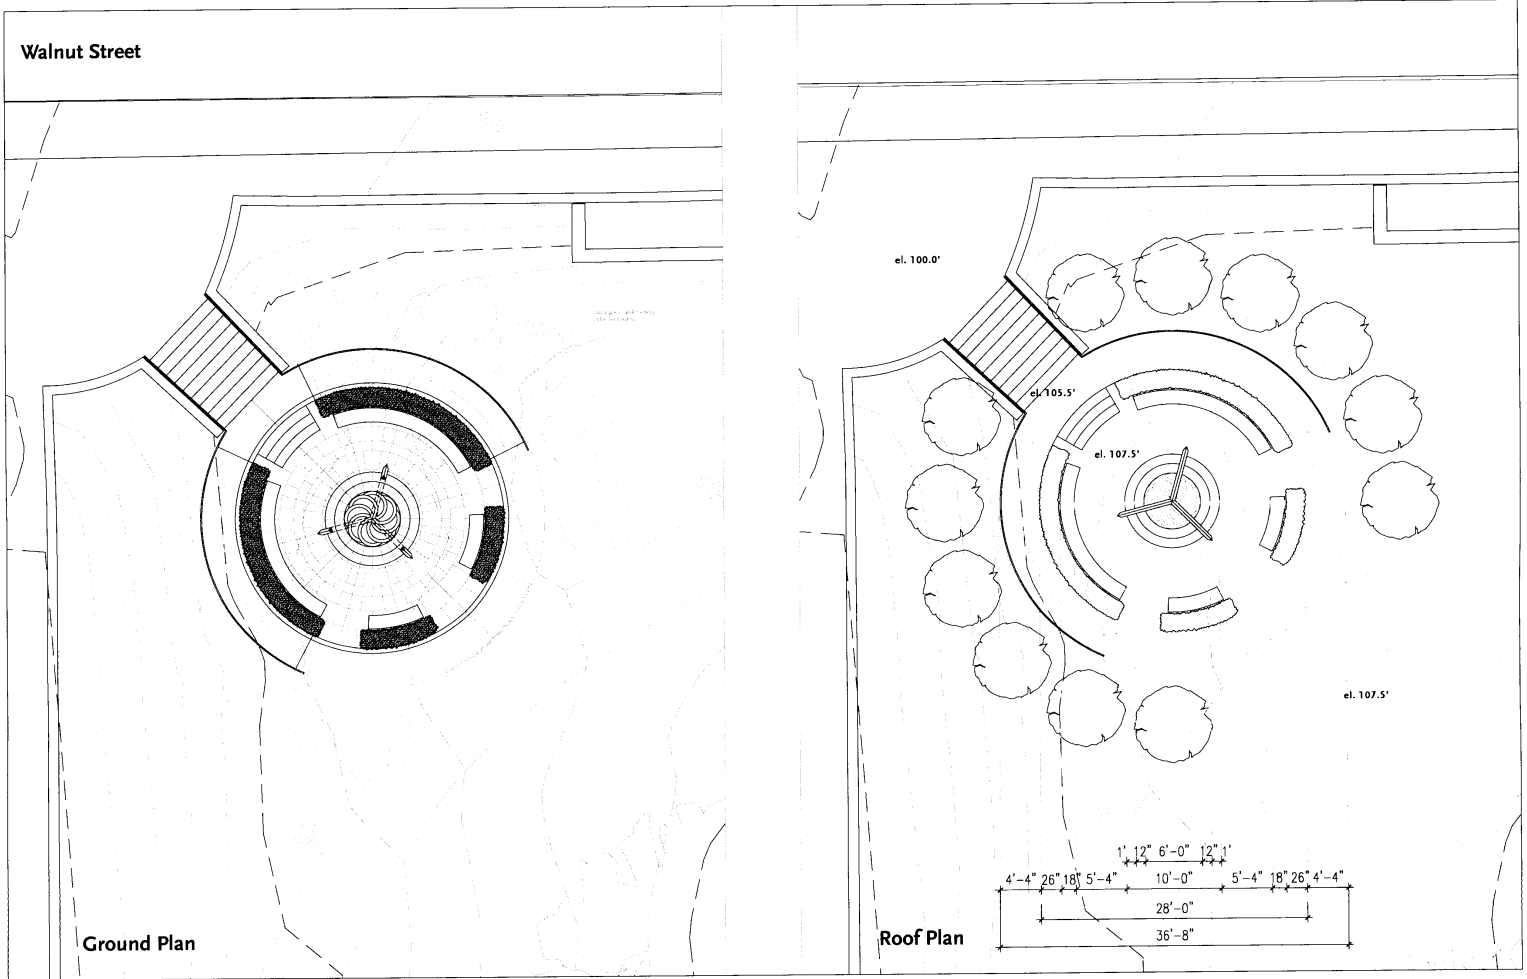 Walnut Street
el. 100.0'
el. 105.5'
el. 107.5'
el. 107.5'
1' 12" 6'-0" 12" 1'
4'-4" 26" 18" 5'-4" 10'-0" 5'-4" 18" 26" 4'-4"
28'-0"
36'-8"
Ground Plan
Roof Plan